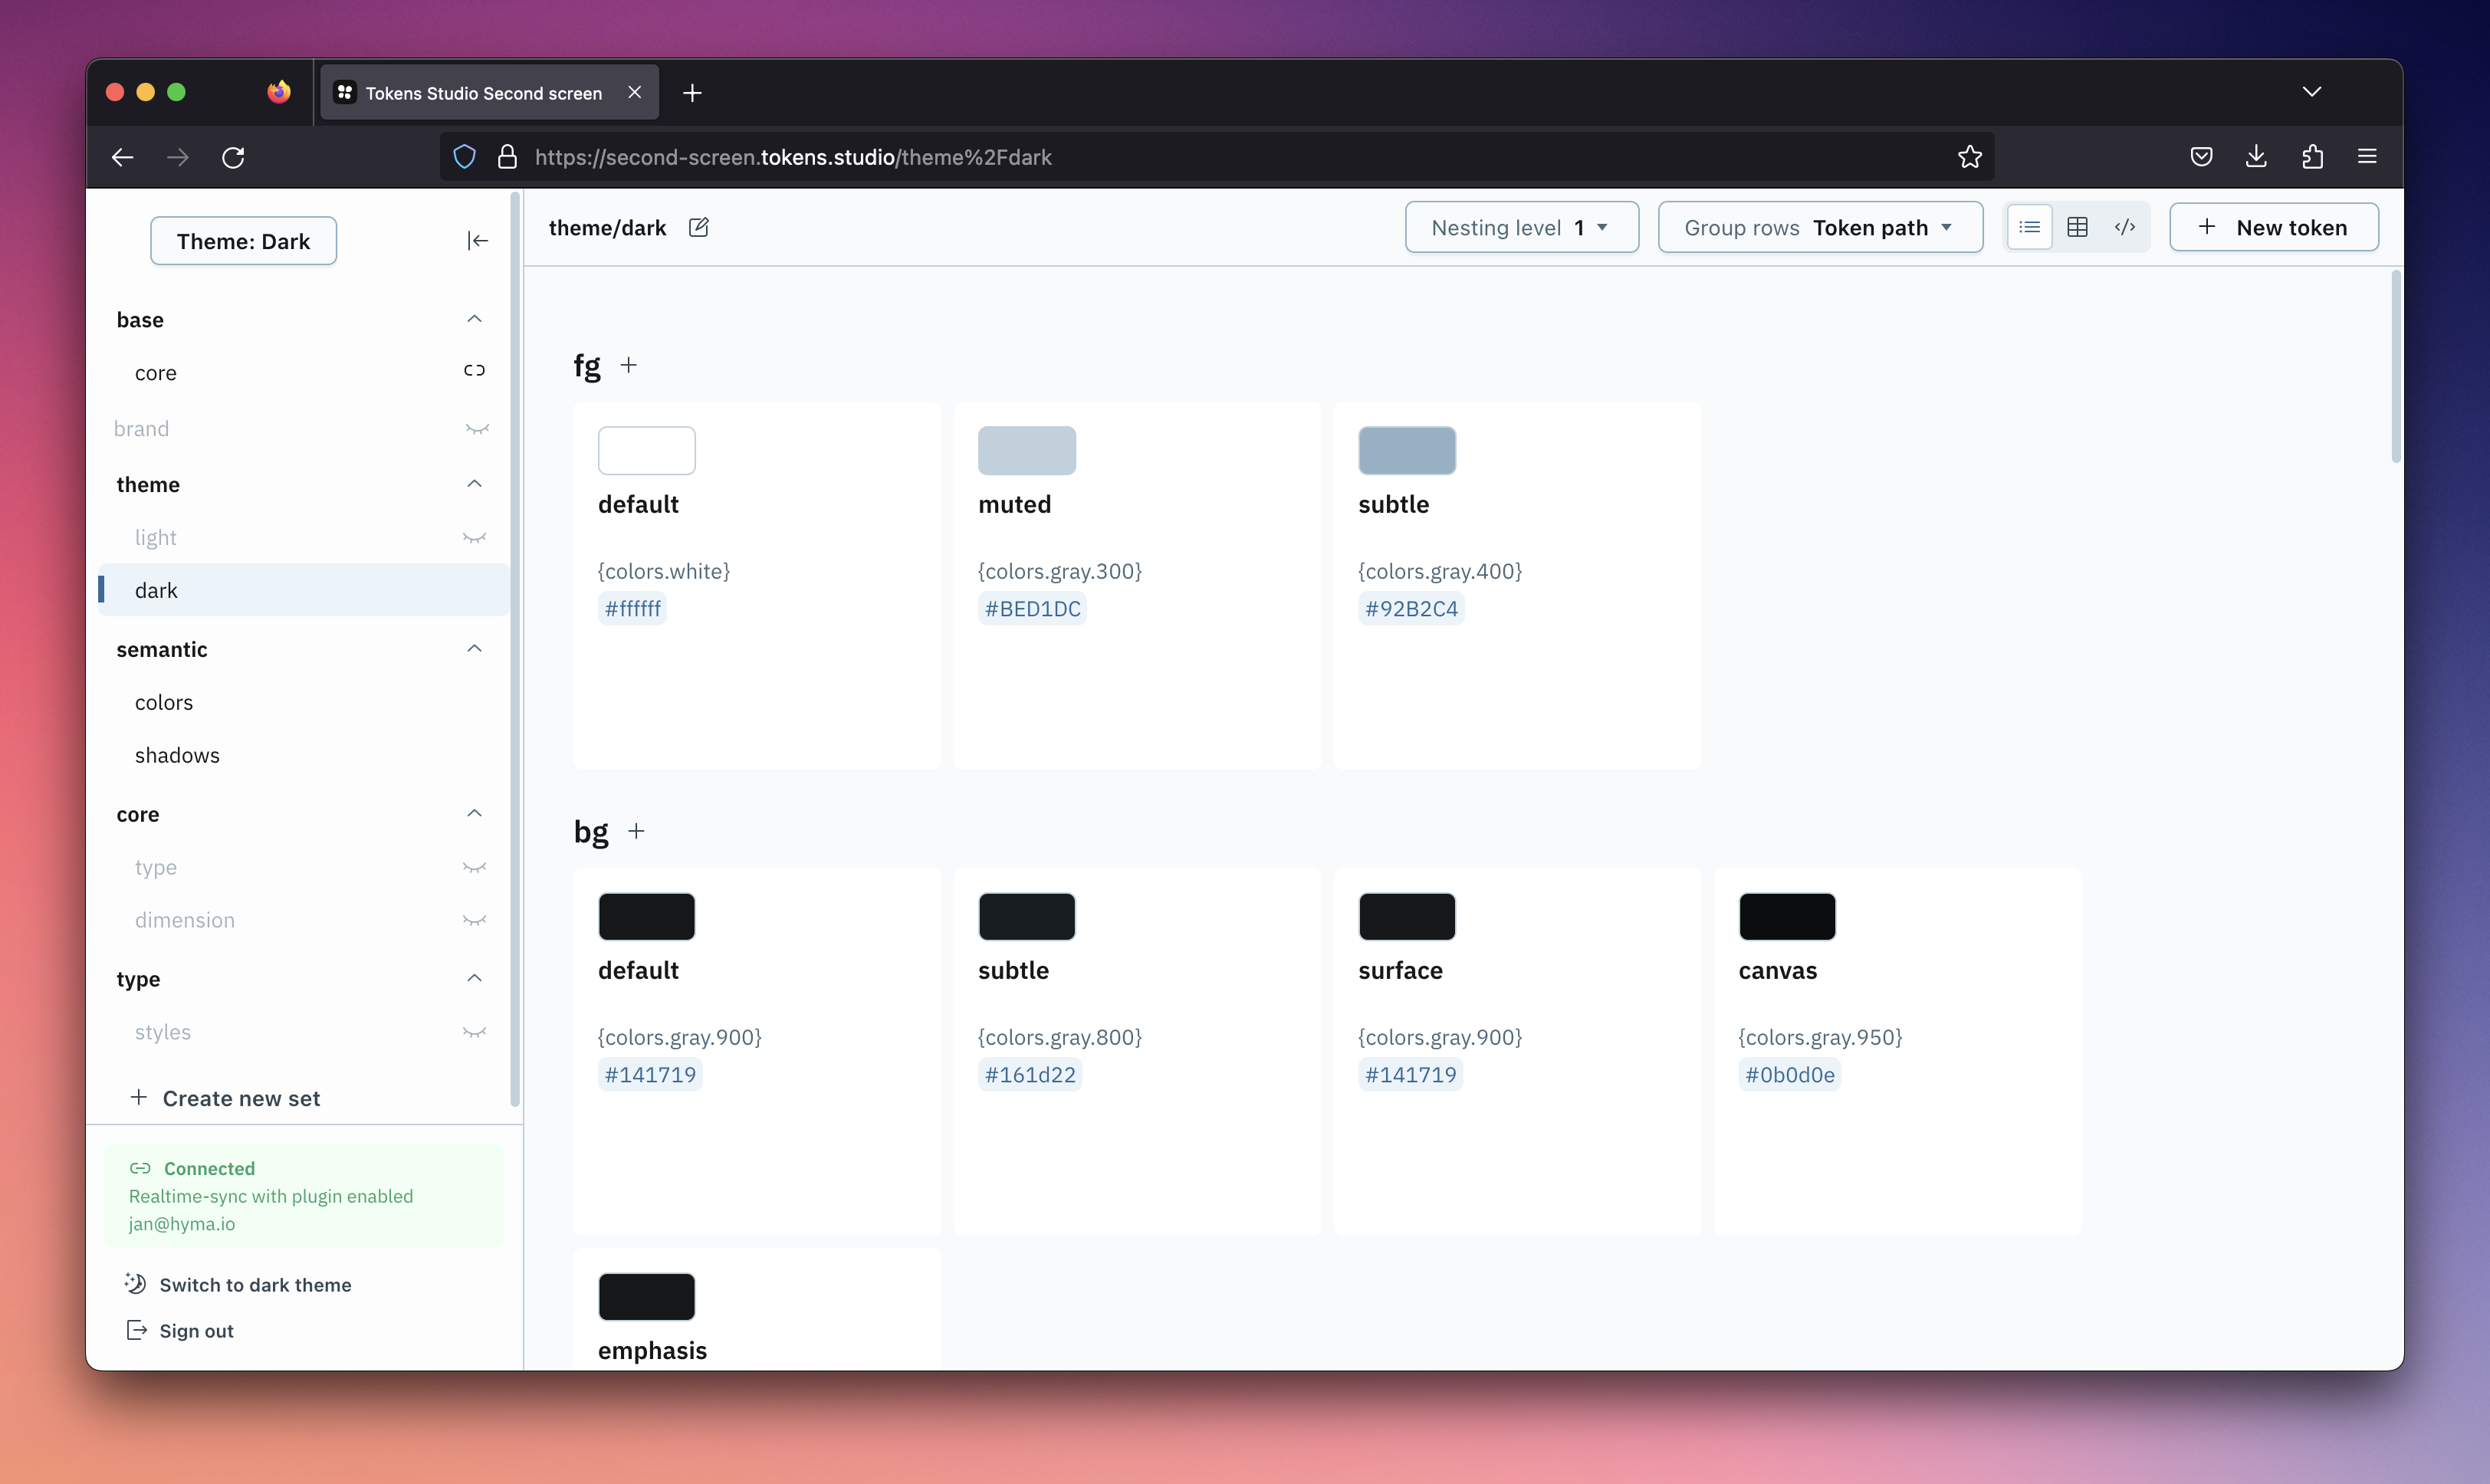 Tokens Studio Second screen
https://second-screen.tokens.studio/theme%2Fdark
Theme: Dark
base
core
brand
theme
light
dark
semantic
colors
shadows
core
type
dimension
type
styles
Create new set
Connected
Realtime-sync with plugin enabled
jan@hyma.io
Switch to dark theme
Sign out
theme/dark
Nesting level 1
Group rows Token path
New token
fg
default
{colors.white}
#ffffff
muted
{colors.gray.300}
#BED1DC
subtle
{colors.gray.400}
#92B2C4
bg
default
{colors.gray.900}
#141719
subtle
{colors.gray.800}
#161d22
surface
{colors.gray.900}
#141719
canvas
{colors.gray.950}
#0b0d0e
emphasis